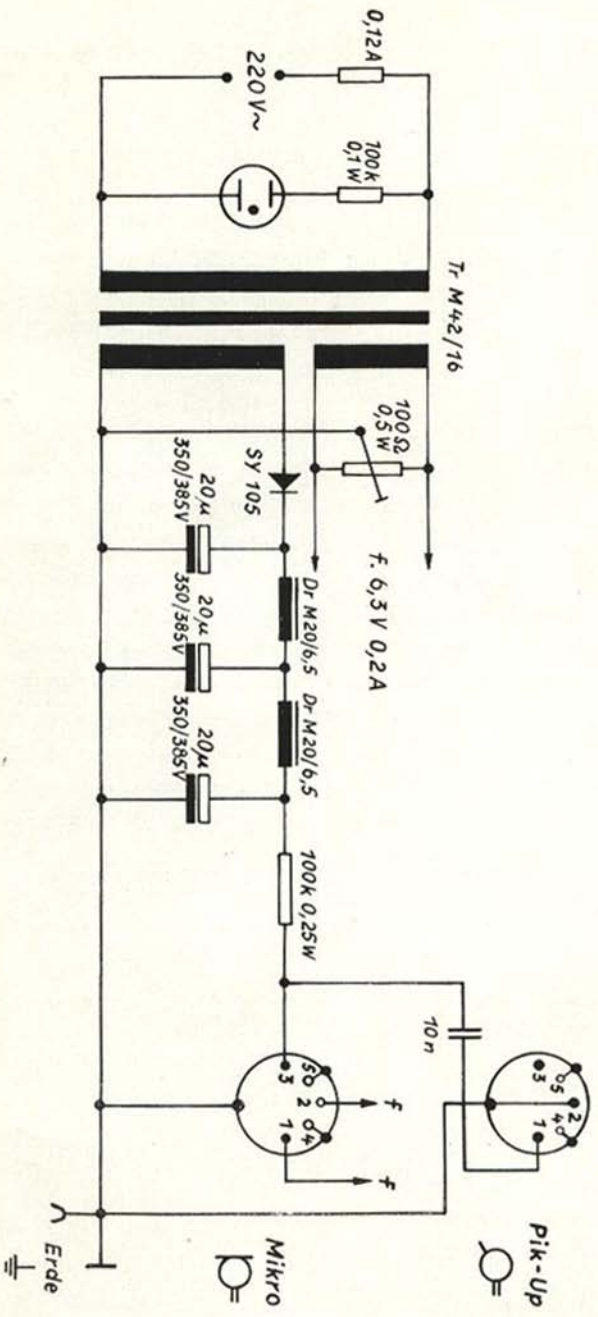 0,12A
220V~
100k
0,1W
Tr M42/16
100Ω
0,5W
f. 6,3V 0,2A
SY 105
20µ
350/385V
20µ
350/385V
20µ
350/385V
Dr M20/6,5
Dr M20/6,5
100k 0,25W
10n
3
5
2
4
1
f
f
3
5
2
4
1
Pik-Up
Mikro
Erde